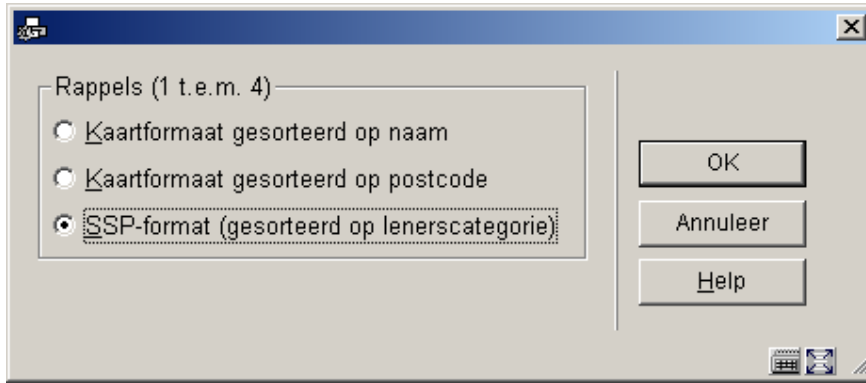 Rappels (1 t.e.m. 4)
Kaartformaat gesorteerd op naam
Kaartformaat gesorteerd op postcode
SSP-format (gesorteerd op lenerscategorie)
OK
Annuleer
Help